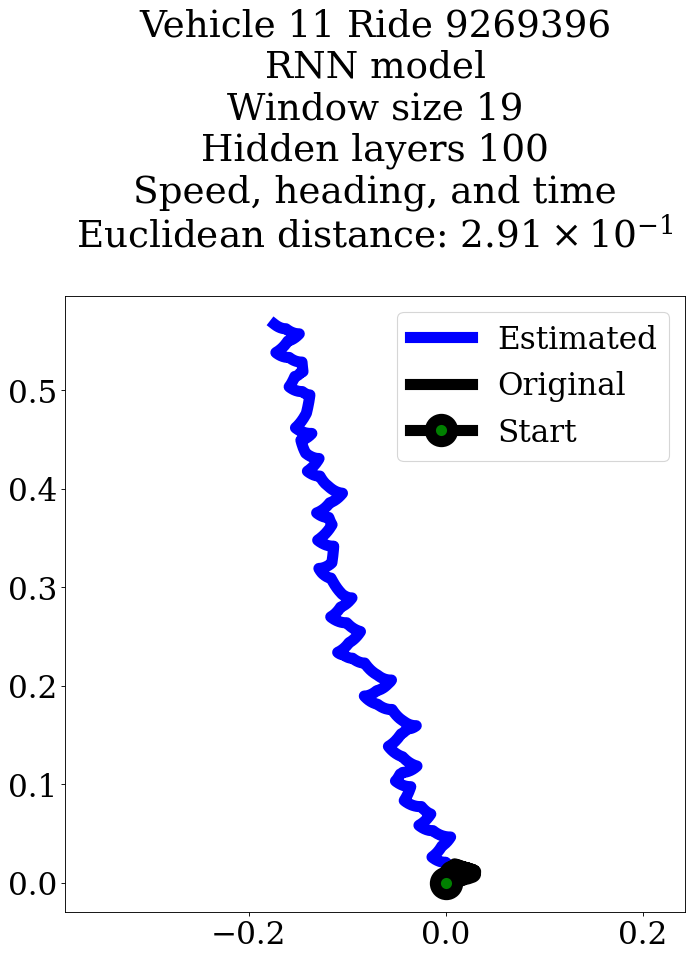 Vehicle 11 Ride 9269396
RNN model
Window size 19
Hidden layers 100
Speed, heading, and time
Euclidean distance: 2.91 × 10⁻¹
Estimated
Original
Start
0.5
0.4
0.3
0.2
0.1
0.0
−0.2 0.0 0.2